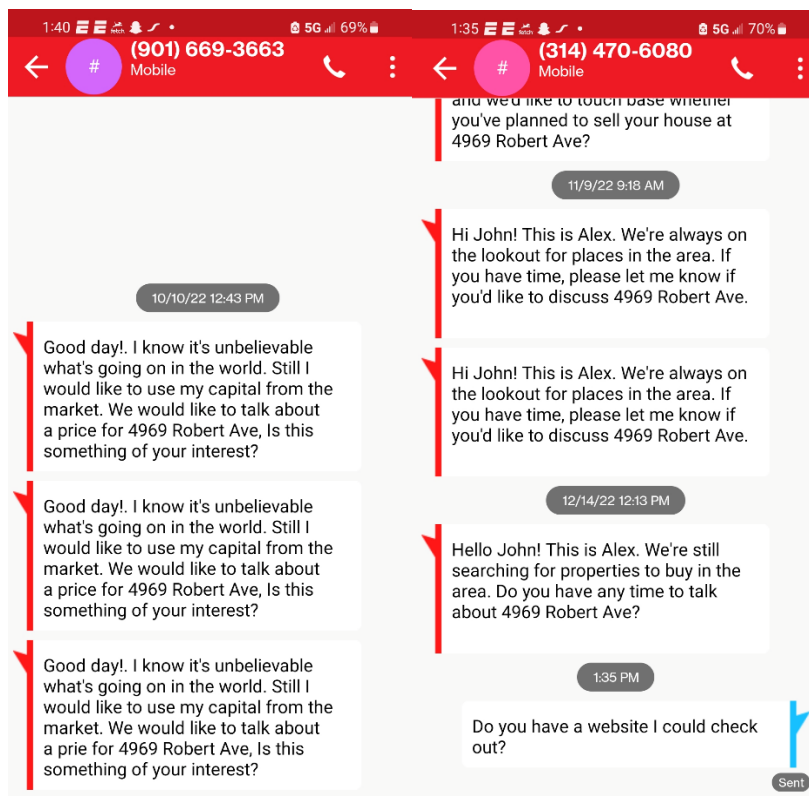 1:40
5G 69%
(901) 669-3663
#
Mobile
10/10/22 12:43 PM
Good day!. I know it's unbelievable
what's going on in the world. Still I
would like to use my capital from the
market. We would like to talk about
a price for 4969 Robert Ave, Is this
something of your interest?
Good day!. I know it's unbelievable
what's going on in the world. Still I
would like to use my capital from the
market. We would like to talk about
a price for 4969 Robert Ave, Is this
something of your interest?
Good day!. I know it's unbelievable
what's going on in the world. Still I
would like to use my capital from the
market. We would like to talk about
a prie for 4969 Robert Ave, Is this
something of your interest?
1:35
fetch
5G 70%
(314) 470-6080
#
Mobile
and we'd like to touch base whether
you've planned to sell your house at
4969 Robert Ave?
11/9/22 9:18 AM
Hi John! This is Alex. We're always on
the lookout for places in the area. If
you have time, please let me know if
you'd like to discuss 4969 Robert Ave.
Hi John! This is Alex. We're always on
the lookout for places in the area. If
you have time, please let me know if
you'd like to discuss 4969 Robert Ave.
12/14/22 12:13 PM
Hello John! This is Alex. We're still
searching for properties to buy in the
area. Do you have any time to talk
about 4969 Robert Ave?
1:35 PM
Do you have a website I could check
out?
Sent